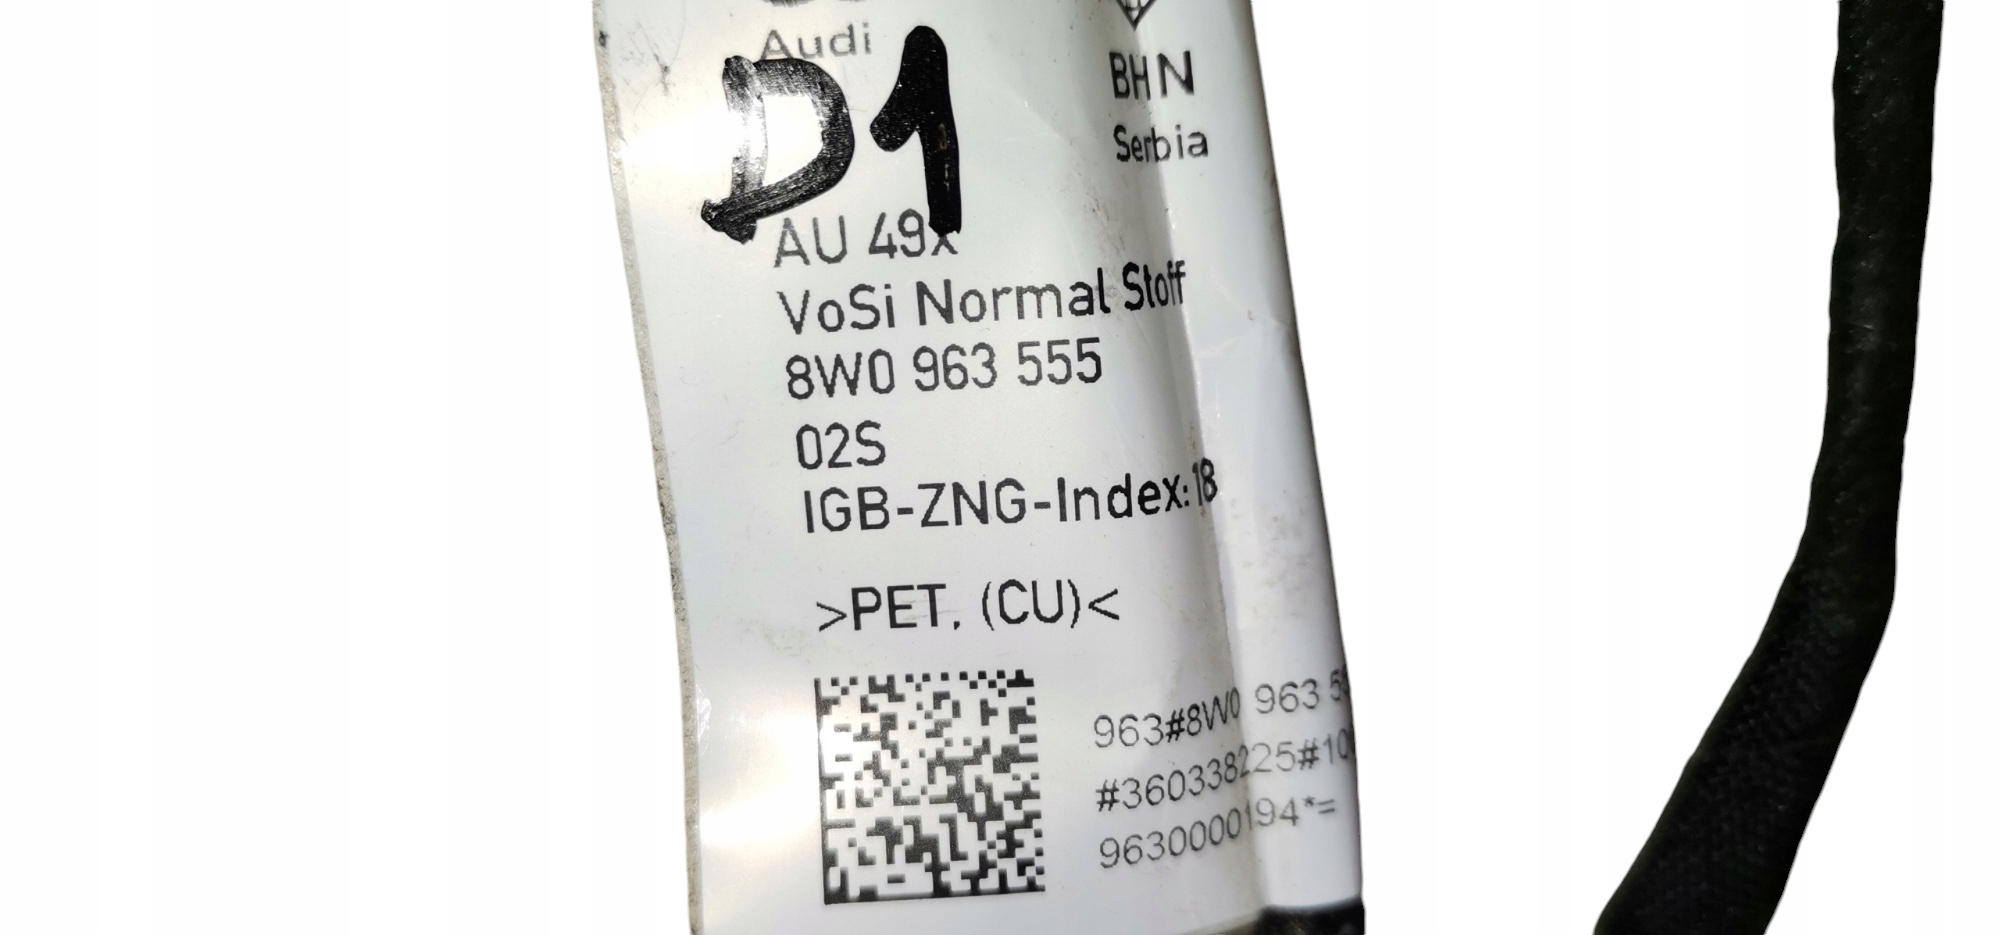 Audi
BHN
Serbia
D1
AU 49x
VoSi Normal Stoff
8W0 963 555
02S
IGB-ZNG-Index:18
>PET, (CU)<
963#8W0 963
#360338225#10
9630000194*=